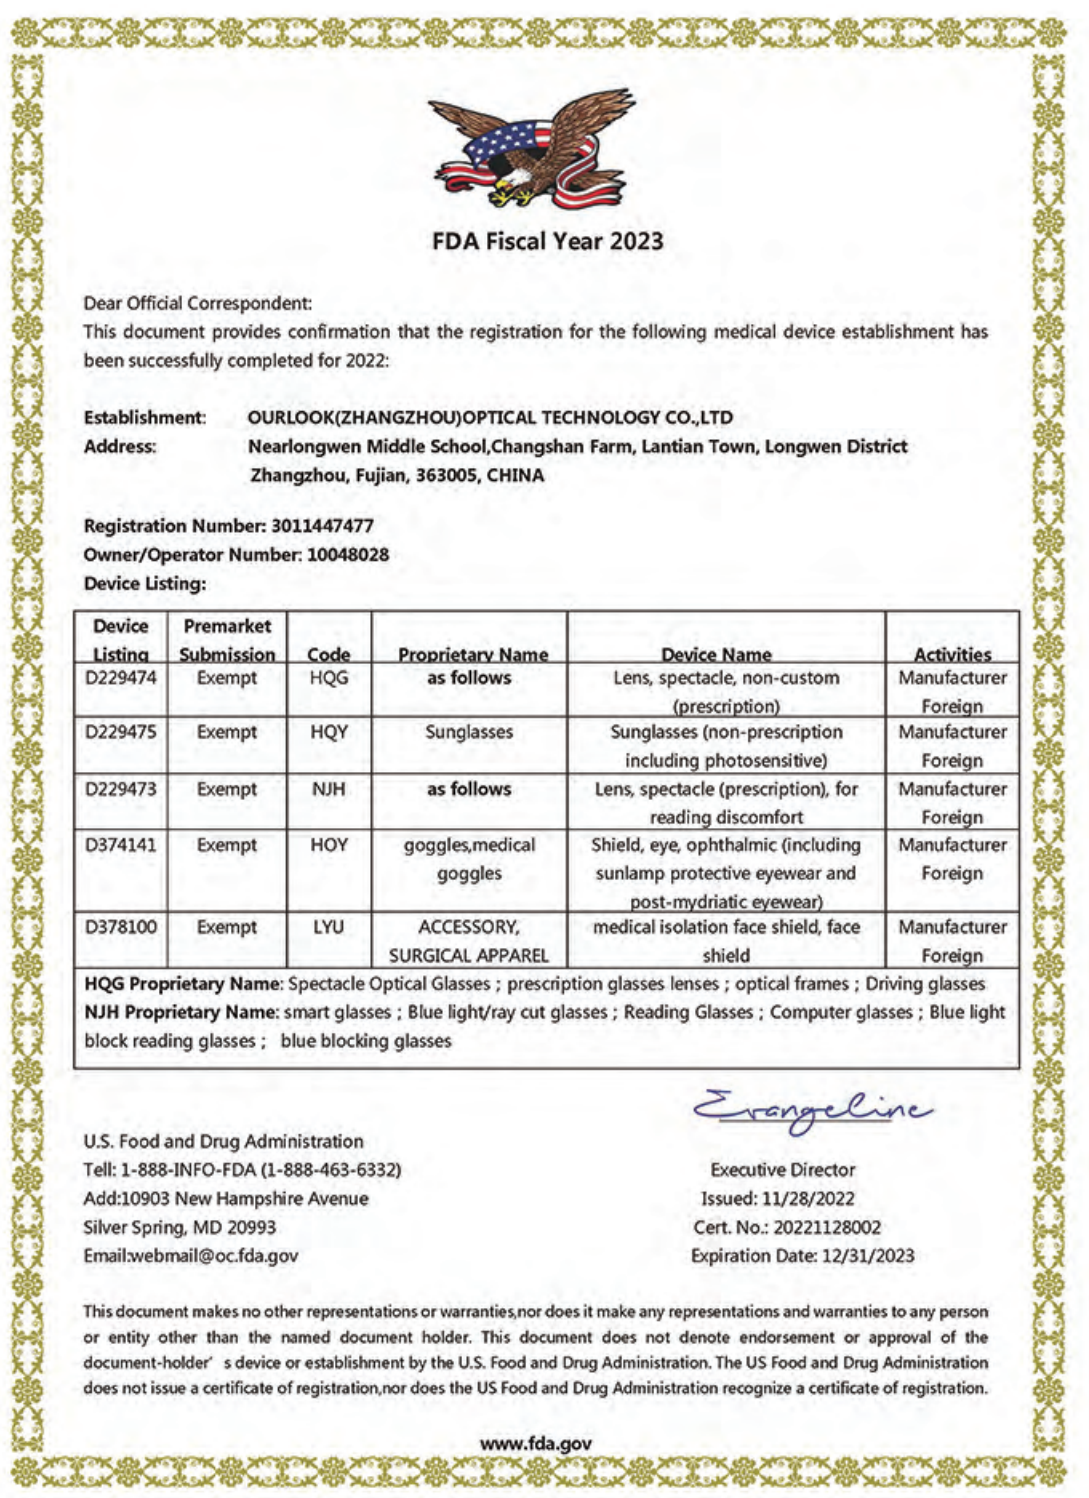 FDA Fiscal Year 2023
Dear Official Correspondent:
This document provides confirmation that the registration for the following medical device establishment has
been successfully completed for 2022:
Establishment: OURLOOK(ZHANGZHOU)OPTICAL TECHNOLOGY CO.,LTD
Address: Nearlongwen Middle School,Changshan Farm, Lantian Town, Longwen District
Zhangzhou, Fujian, 363005, CHINA
Registration Number: 3011447477
Owner/Operator Number: 10048028
Device Listing:
Device Premarket
Listing Submission Code Proprietary Name Device Name Activities
D229474 Exempt HQG as follows Lens, spectacle, non-custom Manufacturer
(prescription) Foreign
D229475 Exempt HQY Sunglasses Sunglasses (non-prescription Manufacturer
including photosensitive) Foreign
D229473 Exempt NJH as follows Lens, spectacle (prescription), for Manufacturer
reading discomfort Foreign
D374141 Exempt HOY goggles,medical Shield, eye, ophthalmic (including Manufacturer
goggles sunlamp protective eyewear and Foreign
post-mydriatic eyewear)
D378100 Exempt LYU ACCESSORY, medical isolation face shield, face Manufacturer
SURGICAL APPAREL shield Foreign
HQG Proprietary Name: Spectacle Optical Glasses ; prescription glasses lenses ; optical frames ; Driving glasses
NJH Proprietary Name: smart glasses ; Blue light/ray cut glasses ; Reading Glasses ; Computer glasses ; Blue light
block reading glasses ; blue blocking glasses
Evangeline
U.S. Food and Drug Administration
Tell: 1-888-INFO-FDA (1-888-463-6332) Executive Director
Add:10903 New Hampshire Avenue Issued: 11/28/2022
Silver Spring, MD 20993 Cert. No.: 20221128002
Email:webmail@oc.fda.gov Expiration Date: 12/31/2023
This document makes no other representations or warranties,nor does it make any representations and warranties to any person
or entity other than the named document holder. This document does not denote endorsement or approval of the
document-holder' s device or establishment by the U.S. Food and Drug Administration. The US Food and Drug Administration
does not issue a certificate of registration,nor does the US Food and Drug Administration recognize a certificate of registration.
www.fda.gov